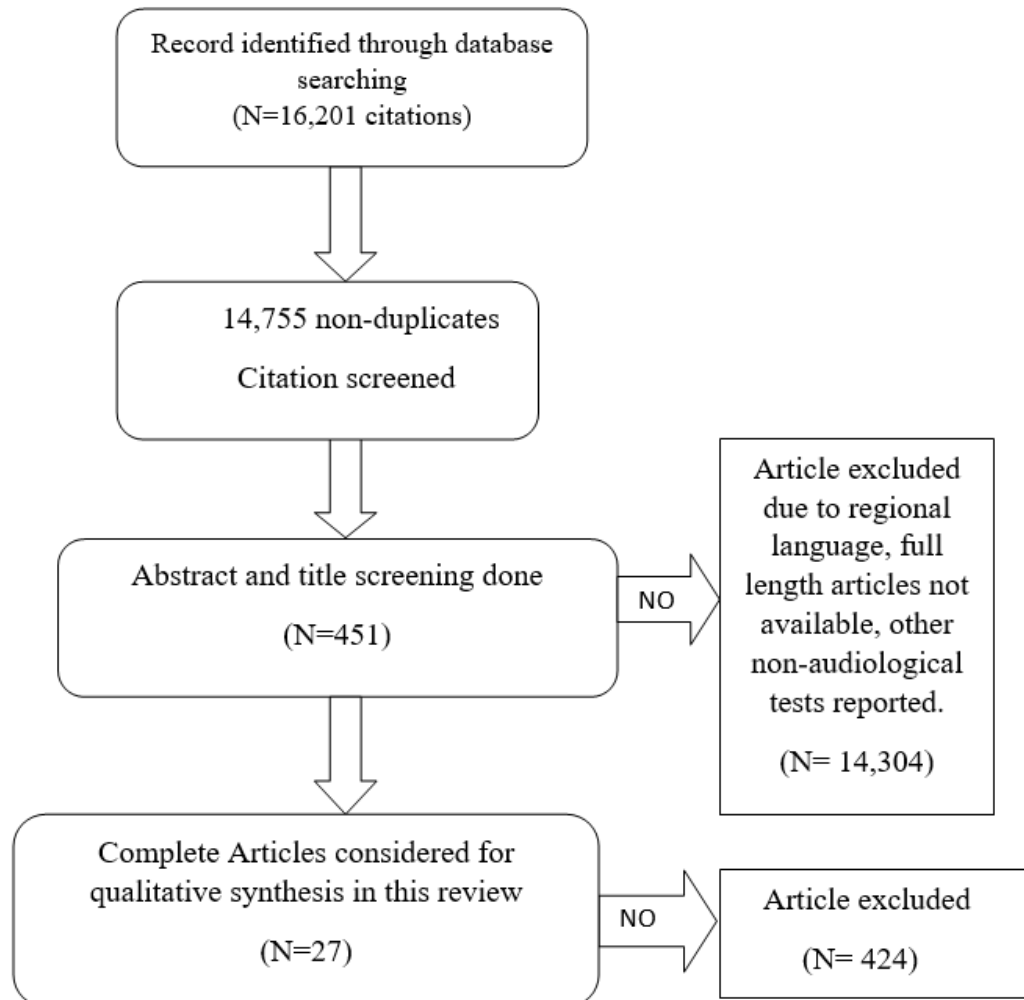 Record identified through database
searching
(N=16,201 citations)
14,755 non-duplicates
Citation screened
Abstract and title screening done
(N=451)
NO
Article excluded
due to regional
language, full
length articles not
available, other
non-audiological
tests reported.
(N= 14,304)
Complete Articles considered for
qualitative synthesis in this review
(N=27)
NO
Article excluded
(N= 424)